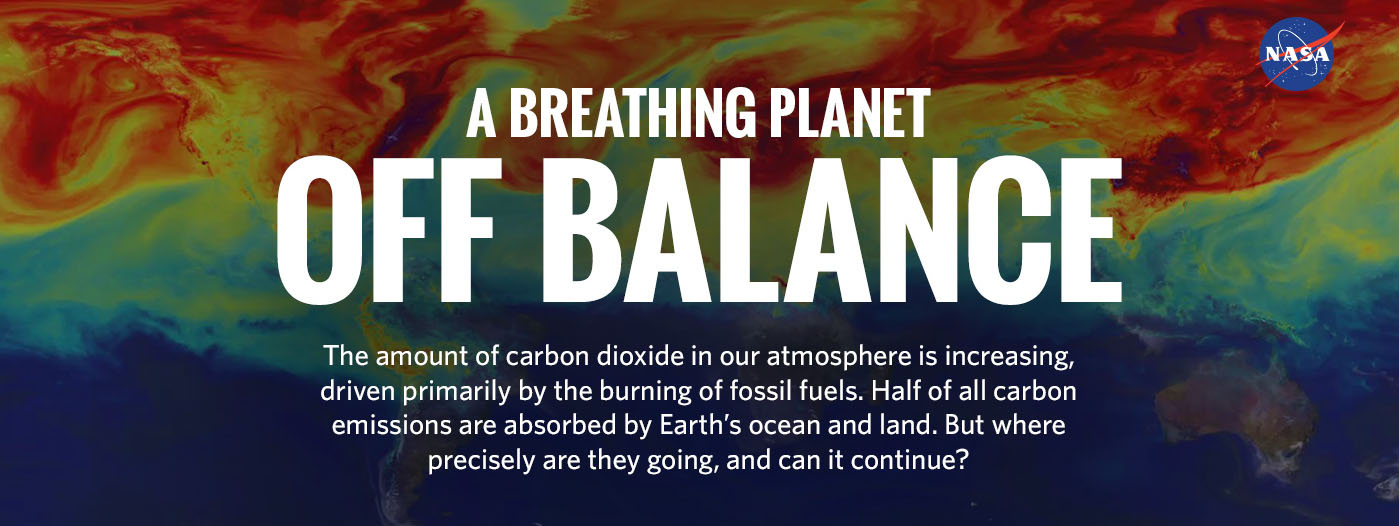 NASA
A BREATHING PLANET
OFF BALANCE
The amount of carbon dioxide in our atmosphere is increasing,
driven primarily by the burning of fossil fuels. Half of all carbon
emissions are absorbed by Earth’s ocean and land. But where
precisely are they going, and can it continue?